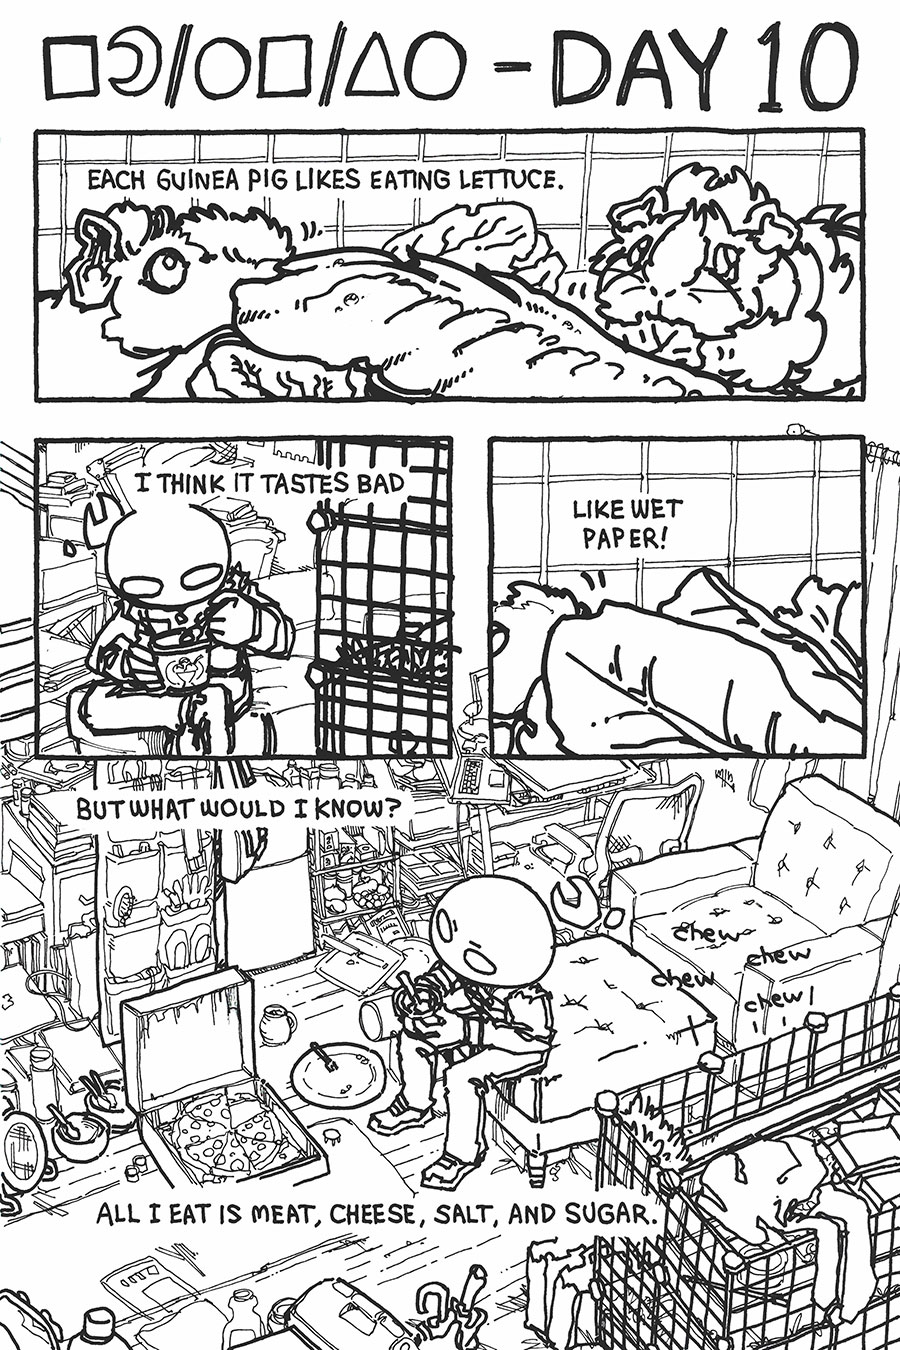 □☽/○□/△○ - DAY 10
EACH GUINEA PIG LIKES EATING LETTUCE.
I THINK IT TASTES BAD
LIKE WET
PAPER!
BUT WHAT WOULD I KNOW?
chew
chew
chew
chew!
ALL I EAT IS MEAT, CHEESE, SALT, AND SUGAR.